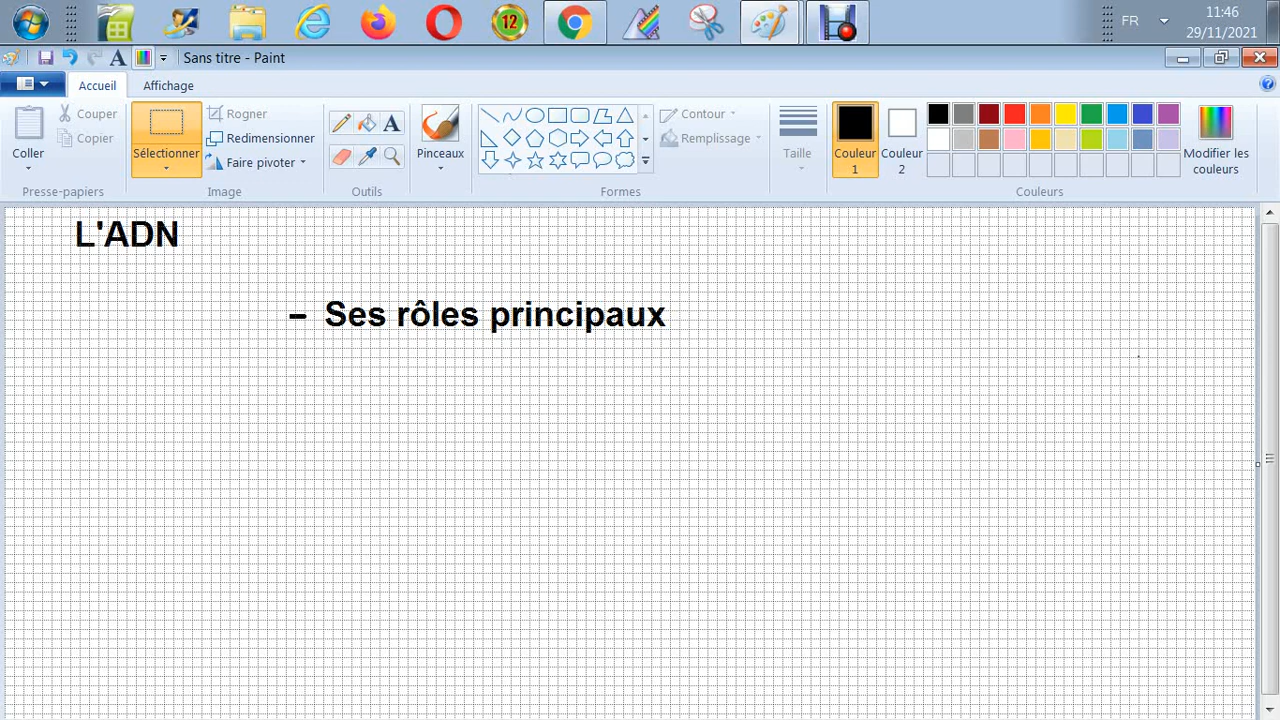 12
FR
11:46
29/11/2021
Sans titre - Paint
Accueil
Affichage
Coller
Couper
Copier
Presse-papiers
Sélectionner
Rogner
Redimensionner
Faire pivoter
Image
Outils
Pinceaux
Contour
Remplissage
Formes
Taille
Couleur
1
Couleur
2
Modifier les
couleurs
Couleurs
L'ADN
– Ses rôles principaux